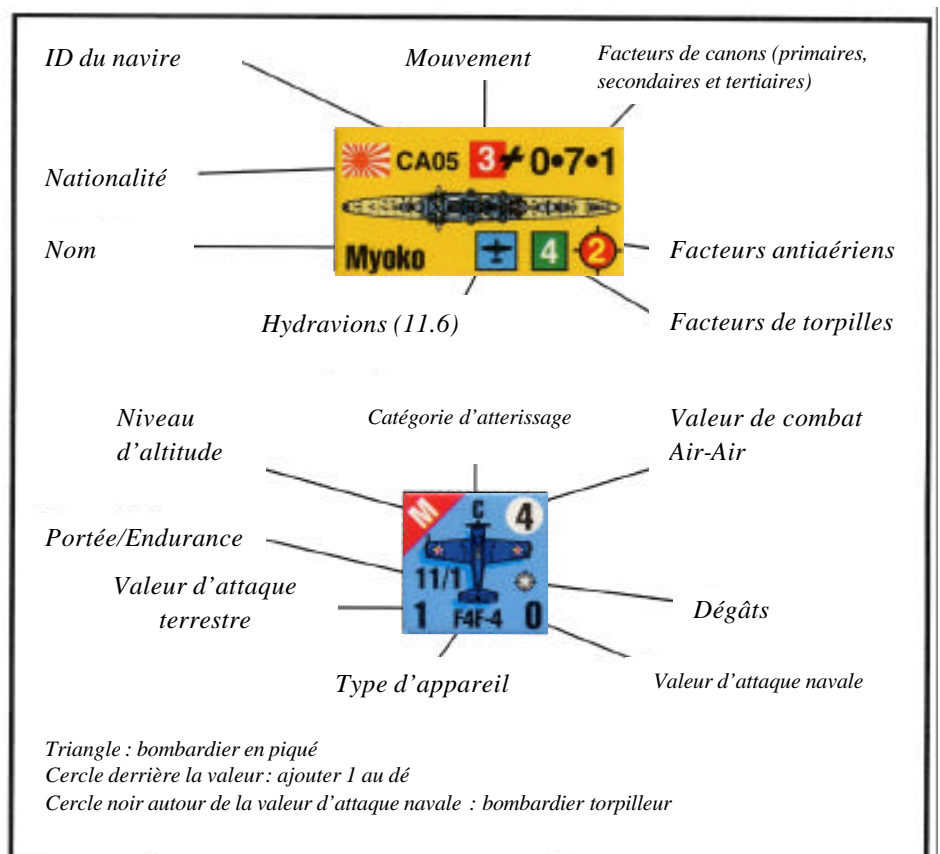 ID du navire
Mouvement
Facteurs de canons (primaires,
secondaires et tertiaires)
CA05 3 0•7•1
Nationalité
Nom
Myoko 4 2
Facteurs antiaériens
Hydravions (11.6)
Facteurs de torpilles
Niveau
d'altitude
Catégorie d'atterissage
Valeur de combat
Air-Air
M C 4
Portée/Endurance
11/1
Valeur d'attaque
terrestre
1 F4F-4 0
Dégâts
Type d'appareil
Valeur d'attaque navale
Triangle : bombardier en piqué
Cercle derrière la valeur : ajouter 1 au dé
Cercle noir autour de la valeur d'attaque navale : bombardier torpilleur